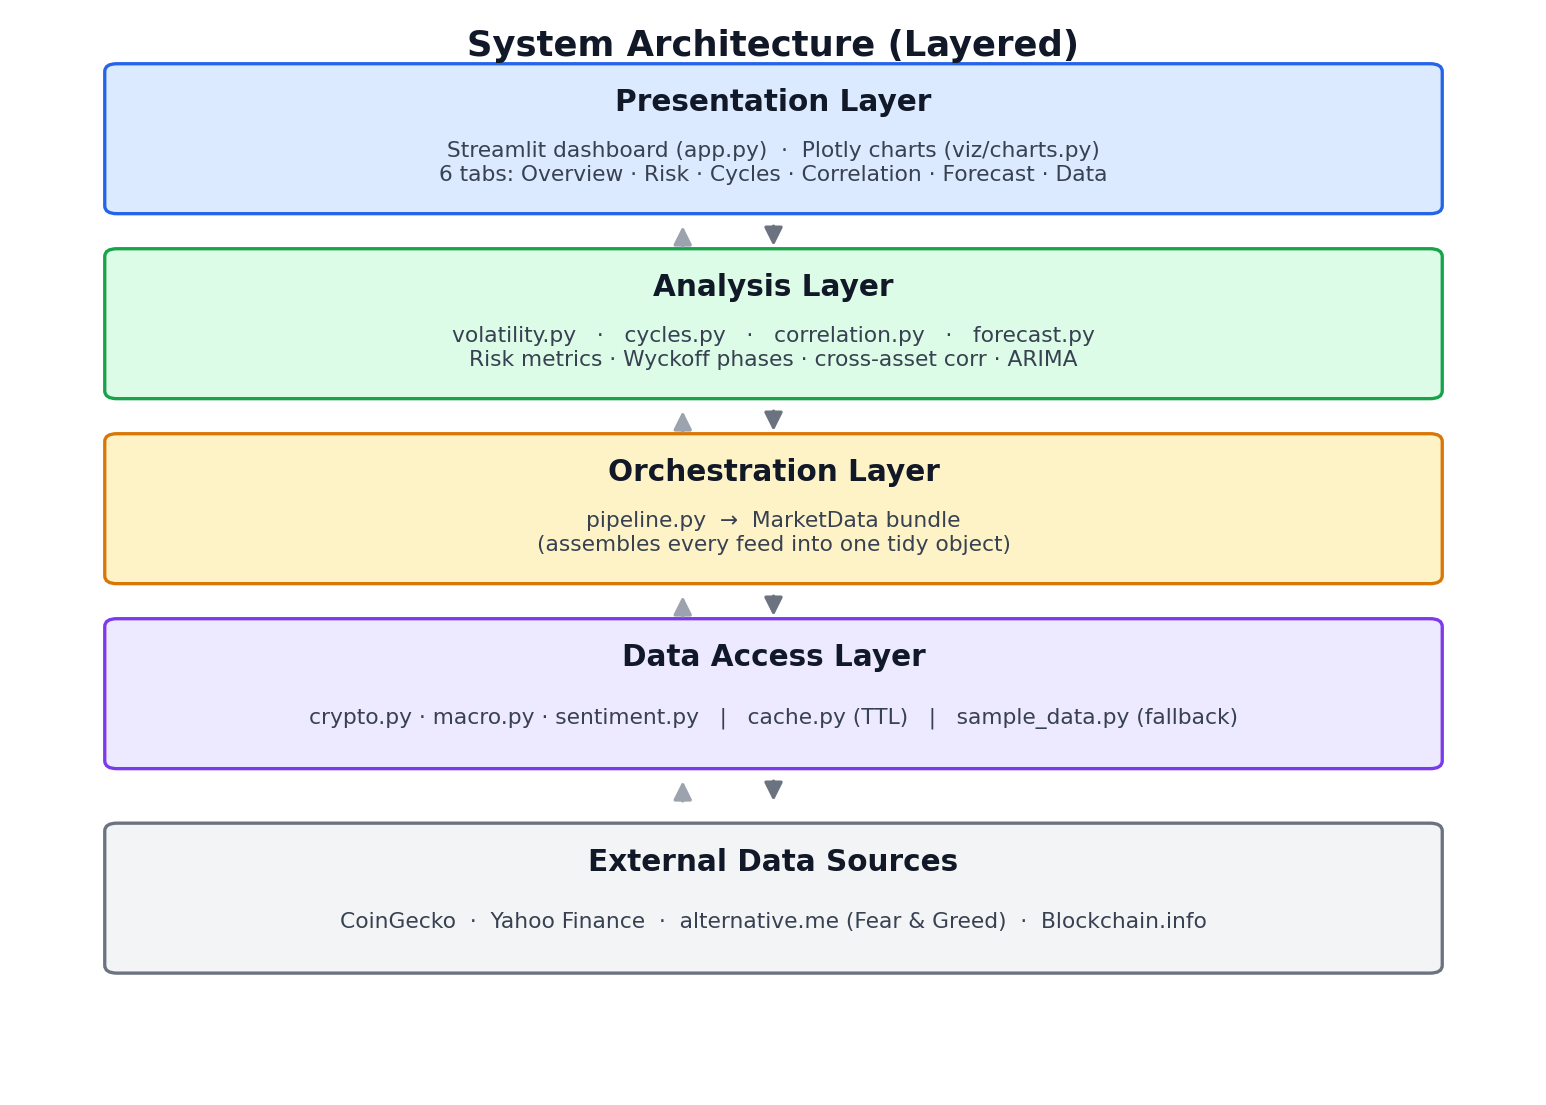 System Architecture (Layered)
Presentation Layer
Streamlit dashboard (app.py)  ·  Plotly charts (viz/charts.py)
6 tabs: Overview · Risk · Cycles · Correlation · Forecast · Data
Analysis Layer
volatility.py   ·   cycles.py   ·   correlation.py   ·   forecast.py
Risk metrics · Wyckoff phases · cross-asset corr · ARIMA
Orchestration Layer
pipeline.py  →  MarketData bundle
(assembles every feed into one tidy object)
Data Access Layer
crypto.py · macro.py · sentiment.py   |   cache.py (TTL)   |   sample_data.py (fallback)
External Data Sources
CoinGecko  ·  Yahoo Finance  ·  alternative.me (Fear & Greed)  ·  Blockchain.info